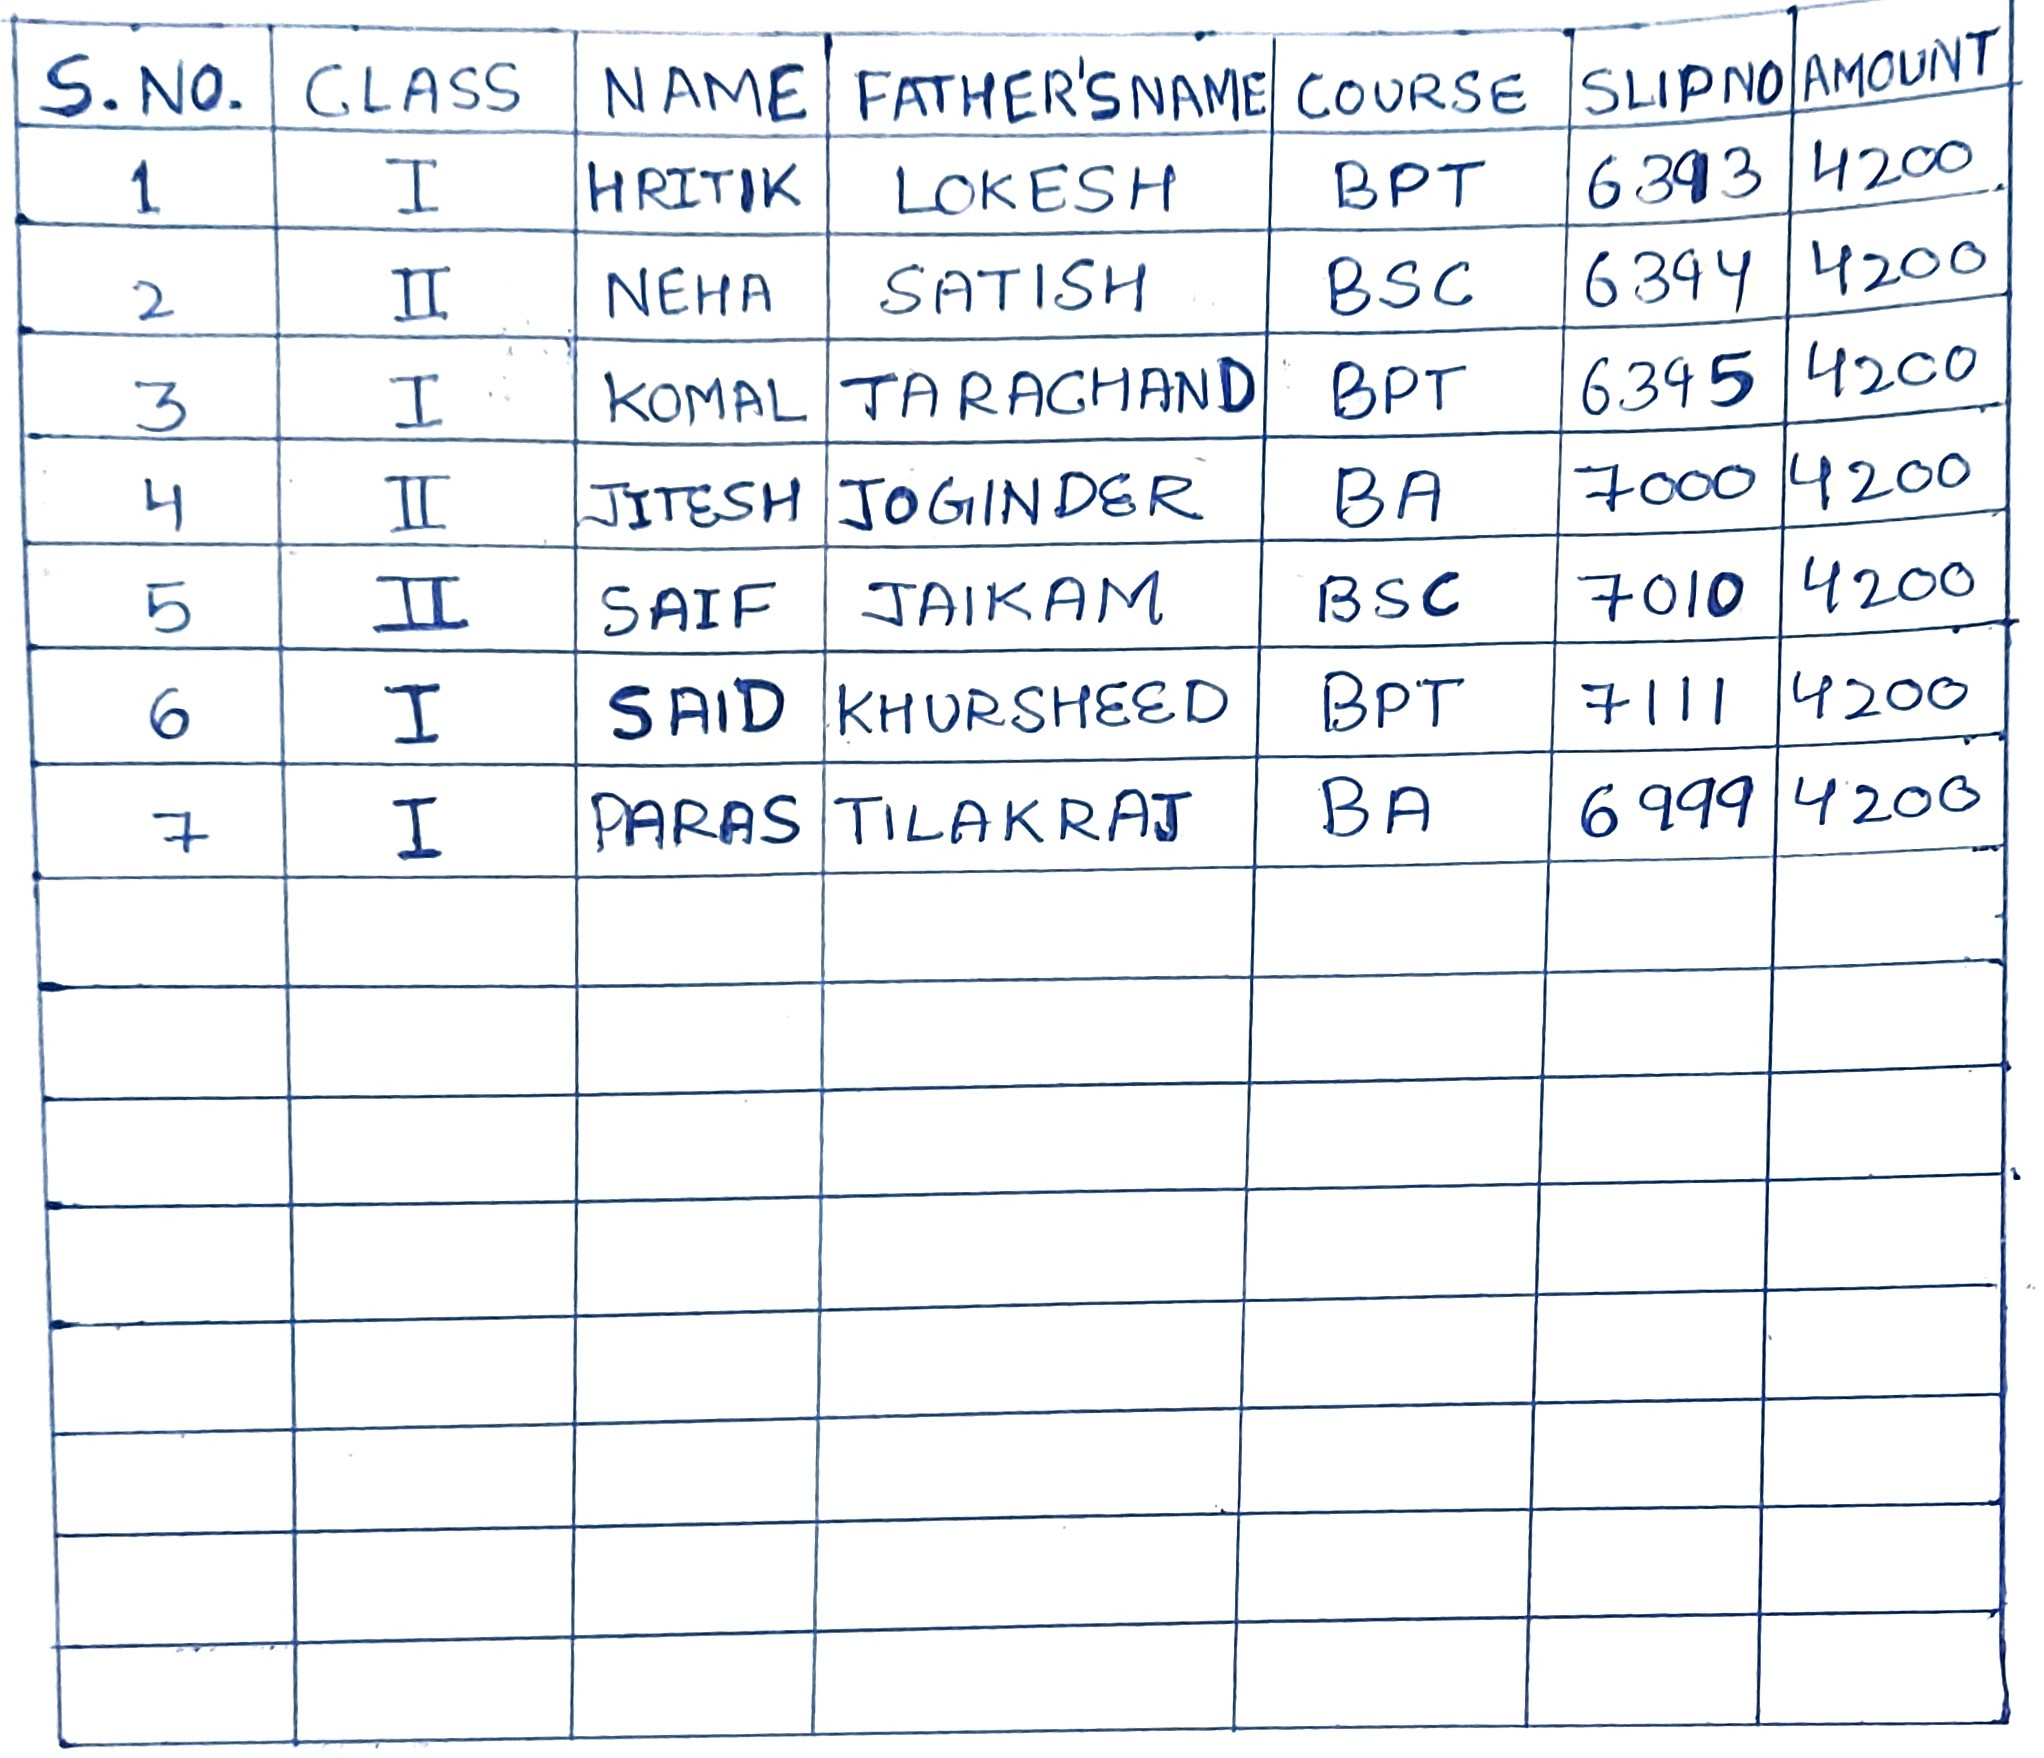 S. NO. CLASS NAME FATHER'S NAME COURSE SLIP NO AMOUNT
1 I HRITIK LOKESH BPT 6393 4200
2 II NEHA SATISH BSC 6394 4200
3 I KOMAL TARACHAND BPT 6395 4200
4 II JITESH JOGINDER BA 7000 4200
5 II SAIF JAIKAM BSC 7010 4200
6 I SAID KHURSHEED BPT 7111 4200
7 I PARAS TILAKRAJ BA 6999 4200